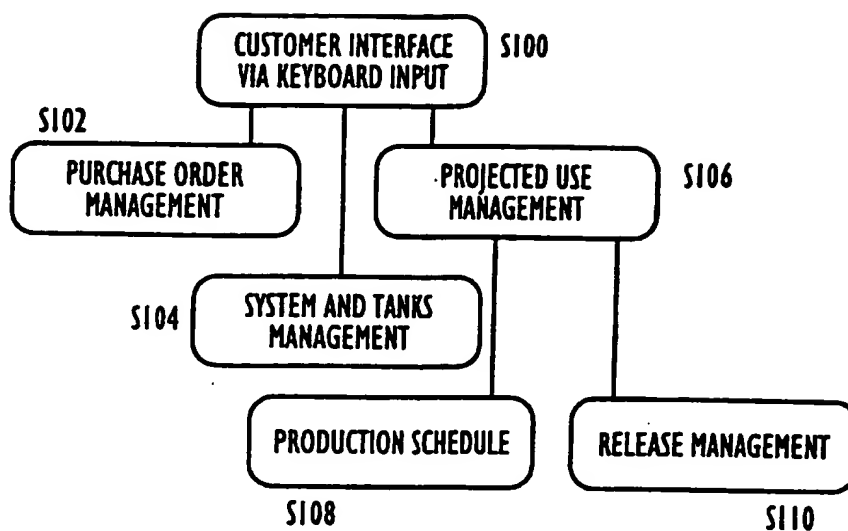 CUSTOMER INTERFACE
VIA KEYBOARD INPUT
S100
S102
PURCHASE ORDER
MANAGEMENT
PROJECTED USE
MANAGEMENT
S106
S104
SYSTEM AND TANKS
MANAGEMENT
PRODUCTION SCHEDULE
RELEASE MANAGEMENT
S108
S110